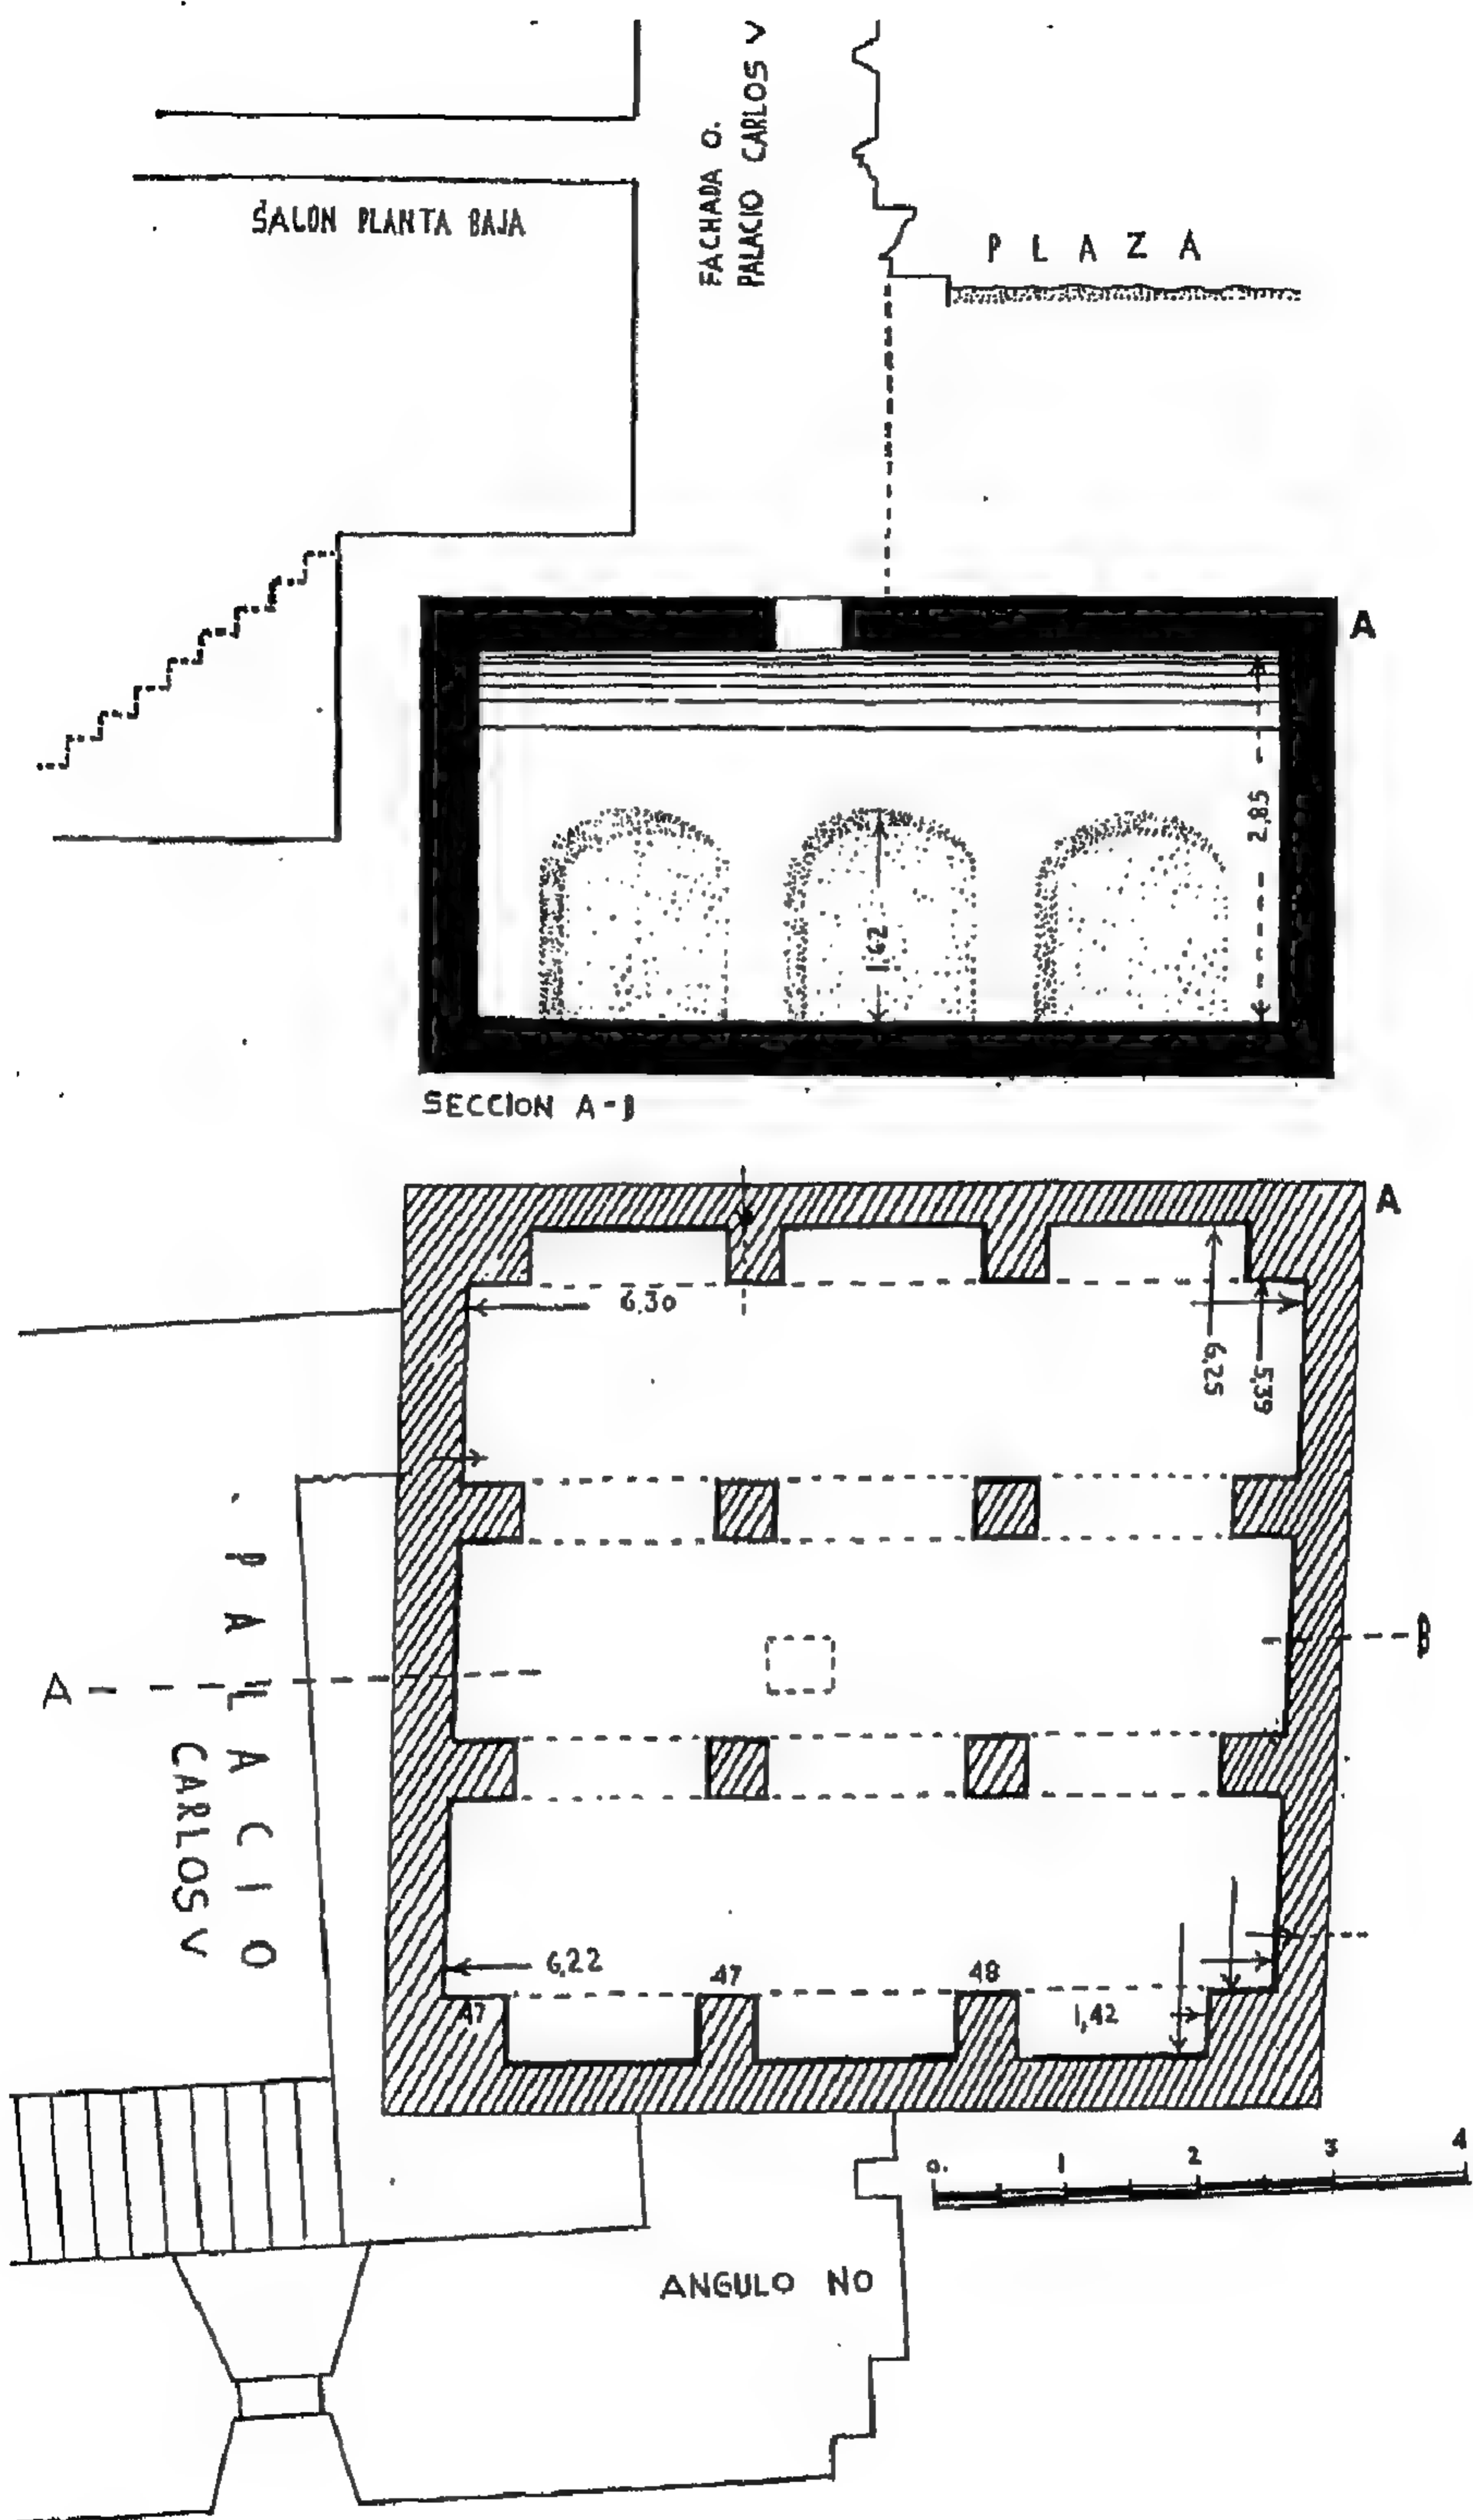 SALON PLANTA BAJA
FACHADA O.
PALACIO CARLOS V
PLAZA
A
2,85
1,62
SECCION A-B
A
6,30
6,25
5,39
PALACIO
CARLOS V
A
B
6,22
47
48
47
1,42
0. 1 2 3 4
ANGULO NO